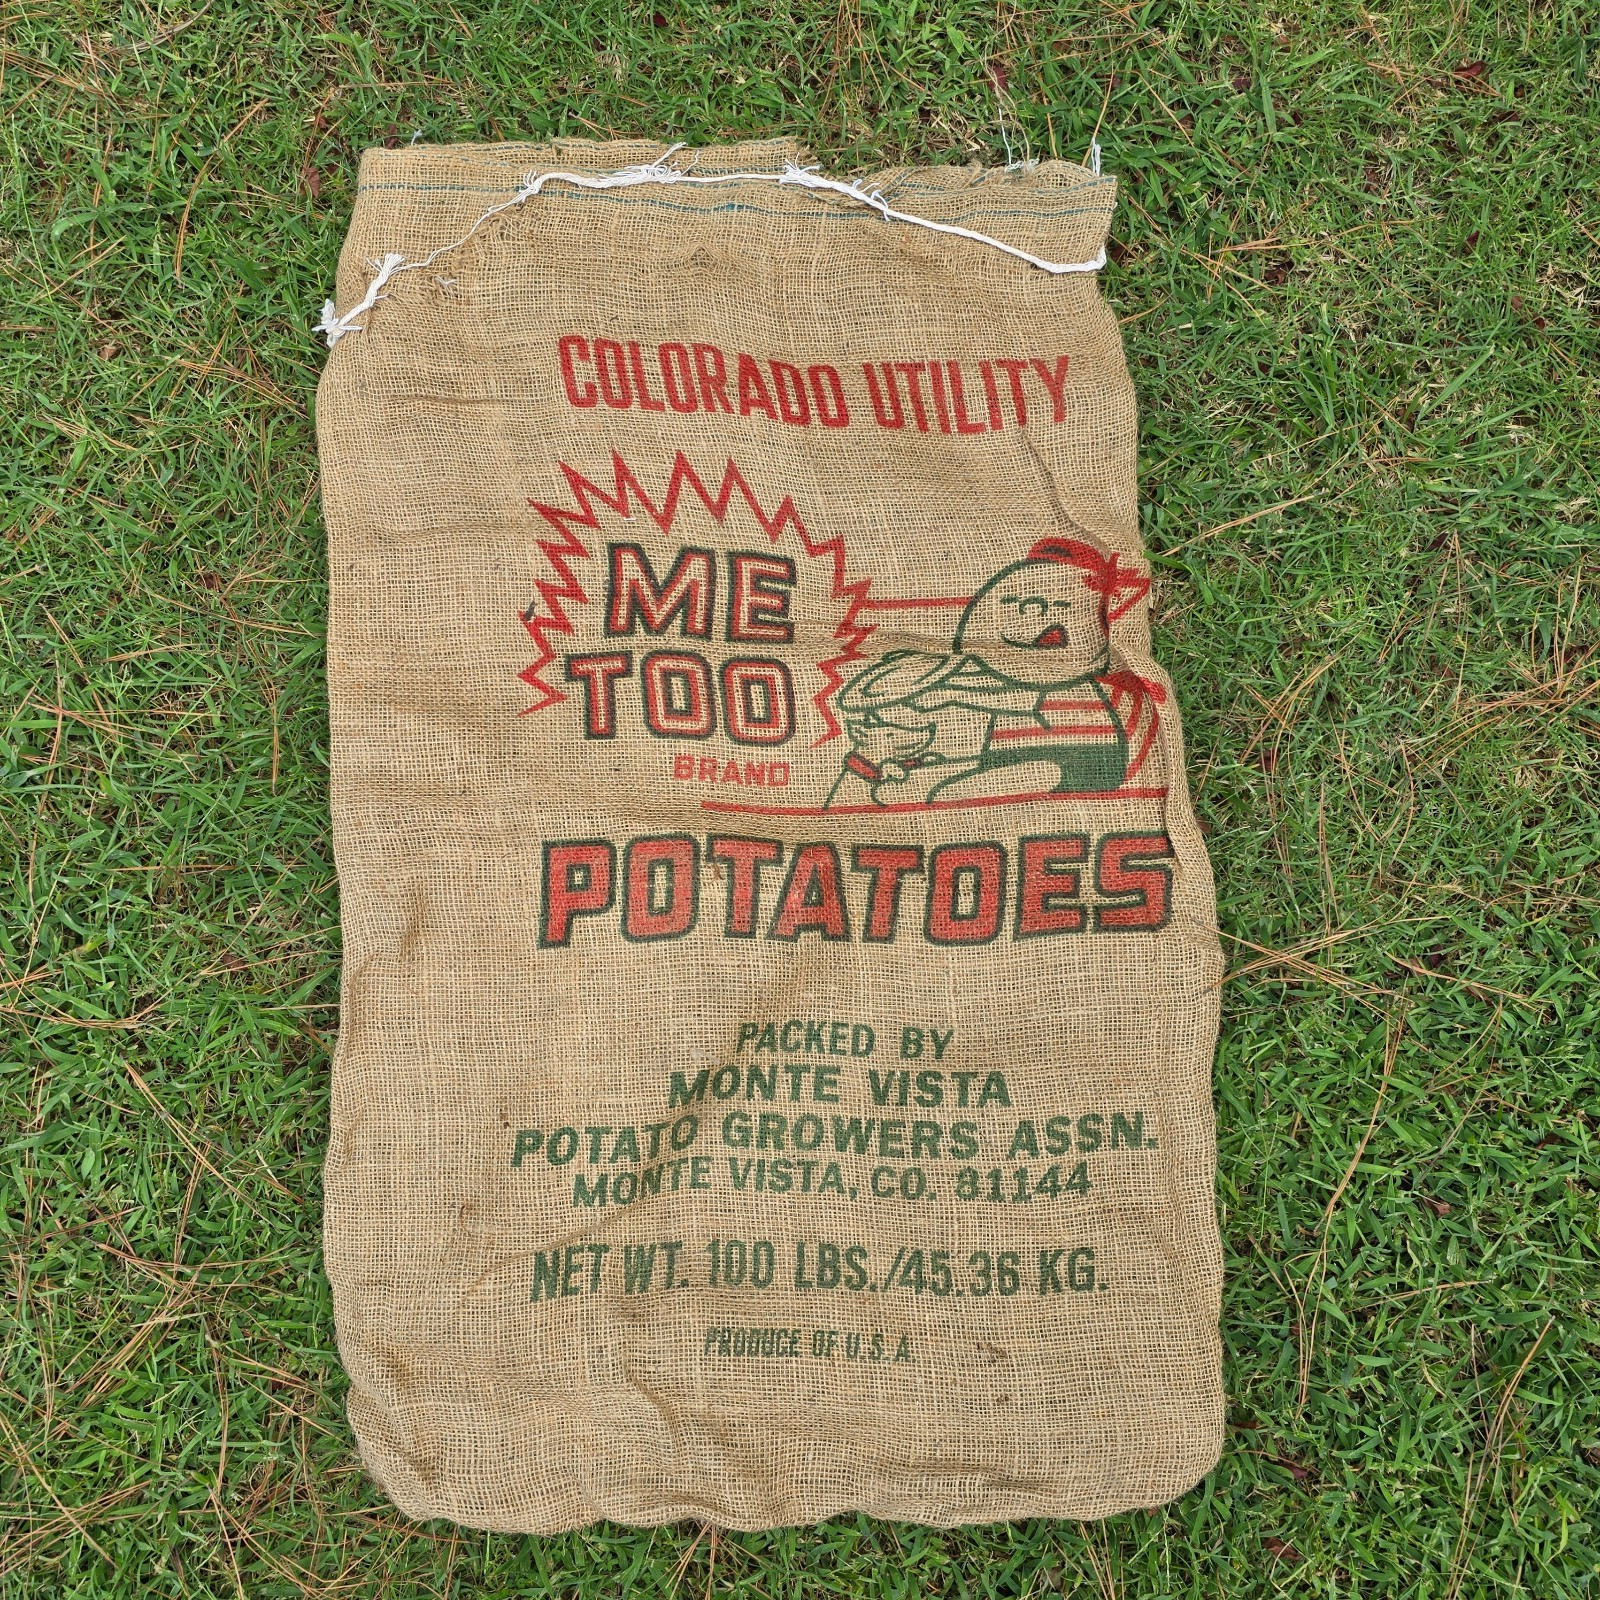 COLORADO UTILITY
ME
TOO
BRAND
POTATOES
PACKED BY
MONTE VISTA
POTATO GROWERS ASSN.
MONTE VISTA, CO. 81144
NET WT. 100 LBS./45.36 KG.
PRODUCE OF U.S.A.